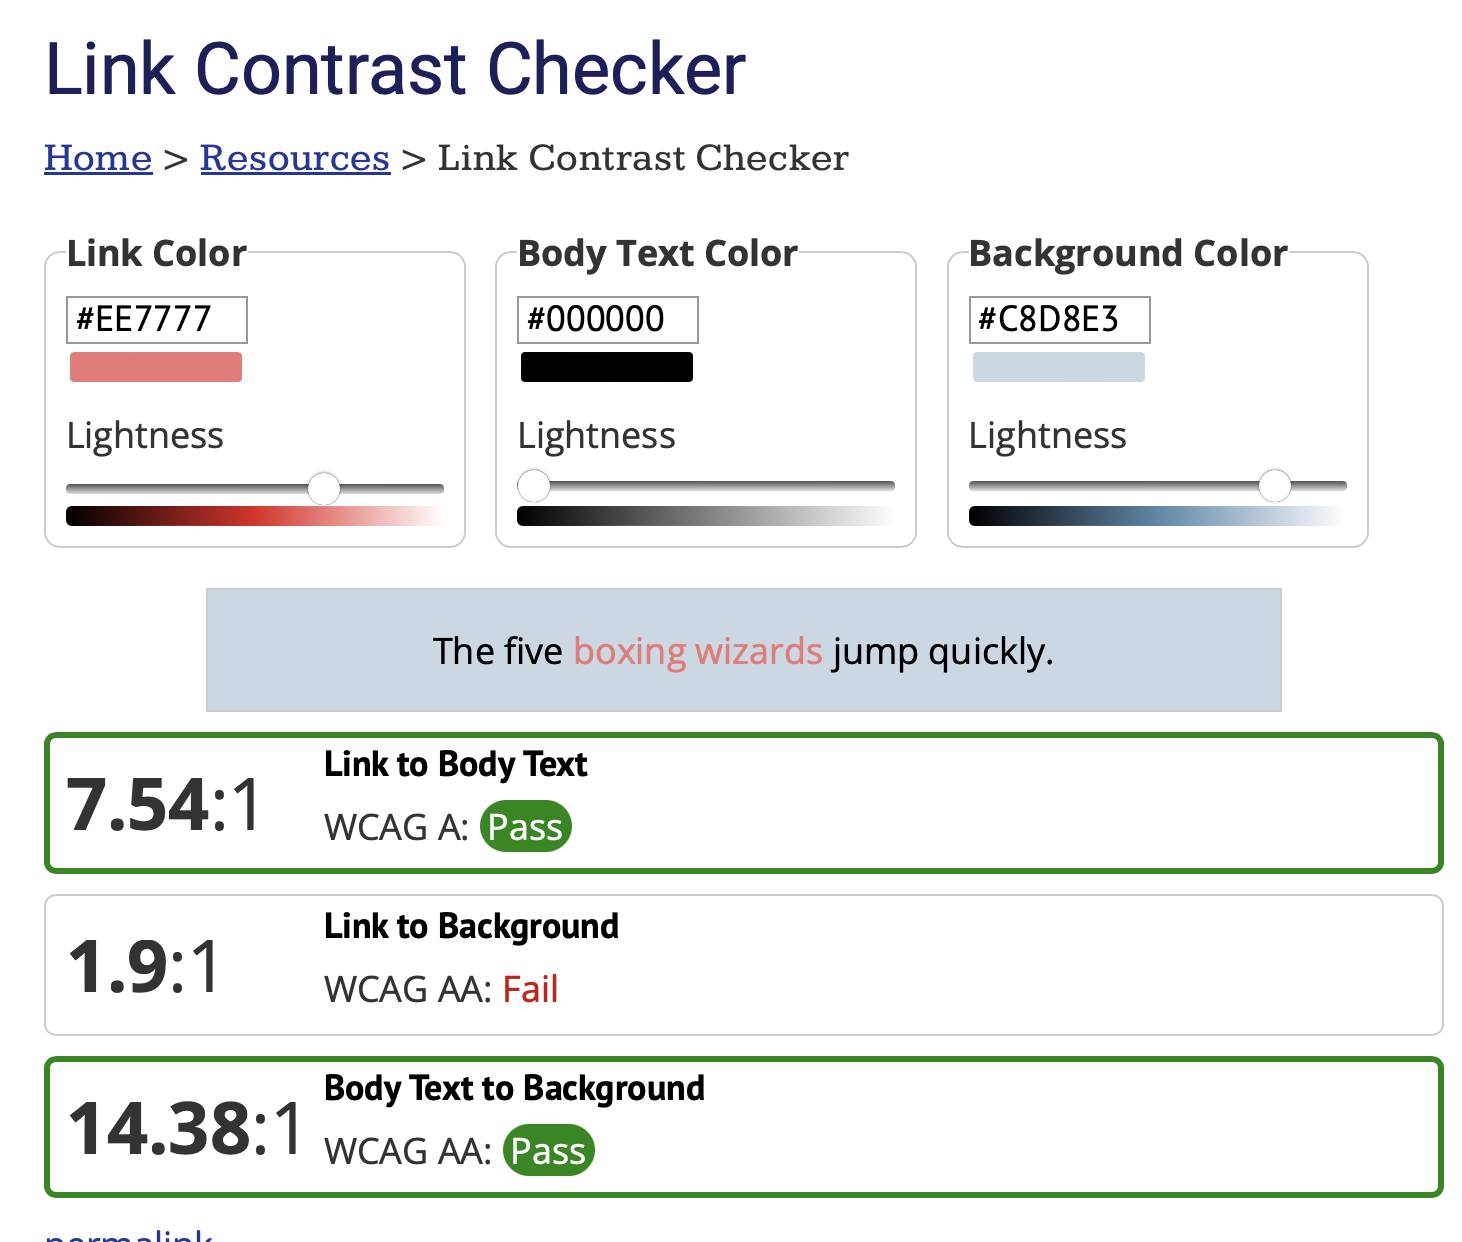 Link Contrast Checker
Home > Resources > Link Contrast Checker
Link Color Body Text Color Background Color
#EE7777 #000000 #C8D8E3
Lightness Lightness Lightness
The five boxing wizards jump quickly.
7.54:1
Link to Body Text
WCAG A: Pass
1.9:1
Link to Background
WCAG AA: Fail
14.38:1
Body Text to Background
WCAG AA: Pass
permalink